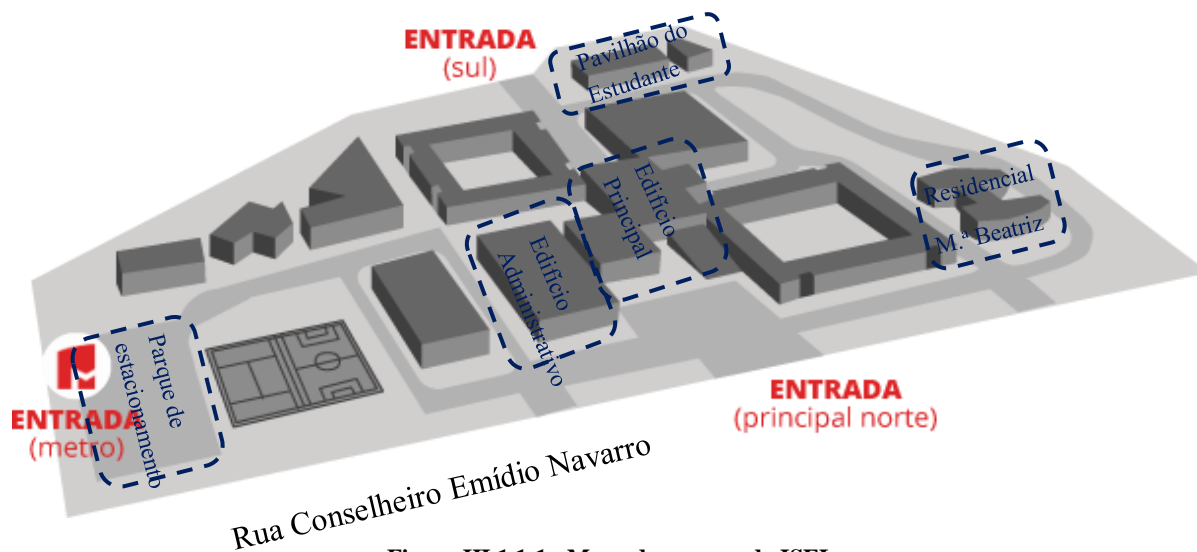 ENTRADA
(sul)
Pavilhão do
Estudante
Edifício
Principal
Residencial
M.ª Beatriz
Edifício
Administrativo
Parque de
estacionamento
ENTRADA
(metro)
ENTRADA
(principal norte)
Rua Conselheiro Emídio Navarro